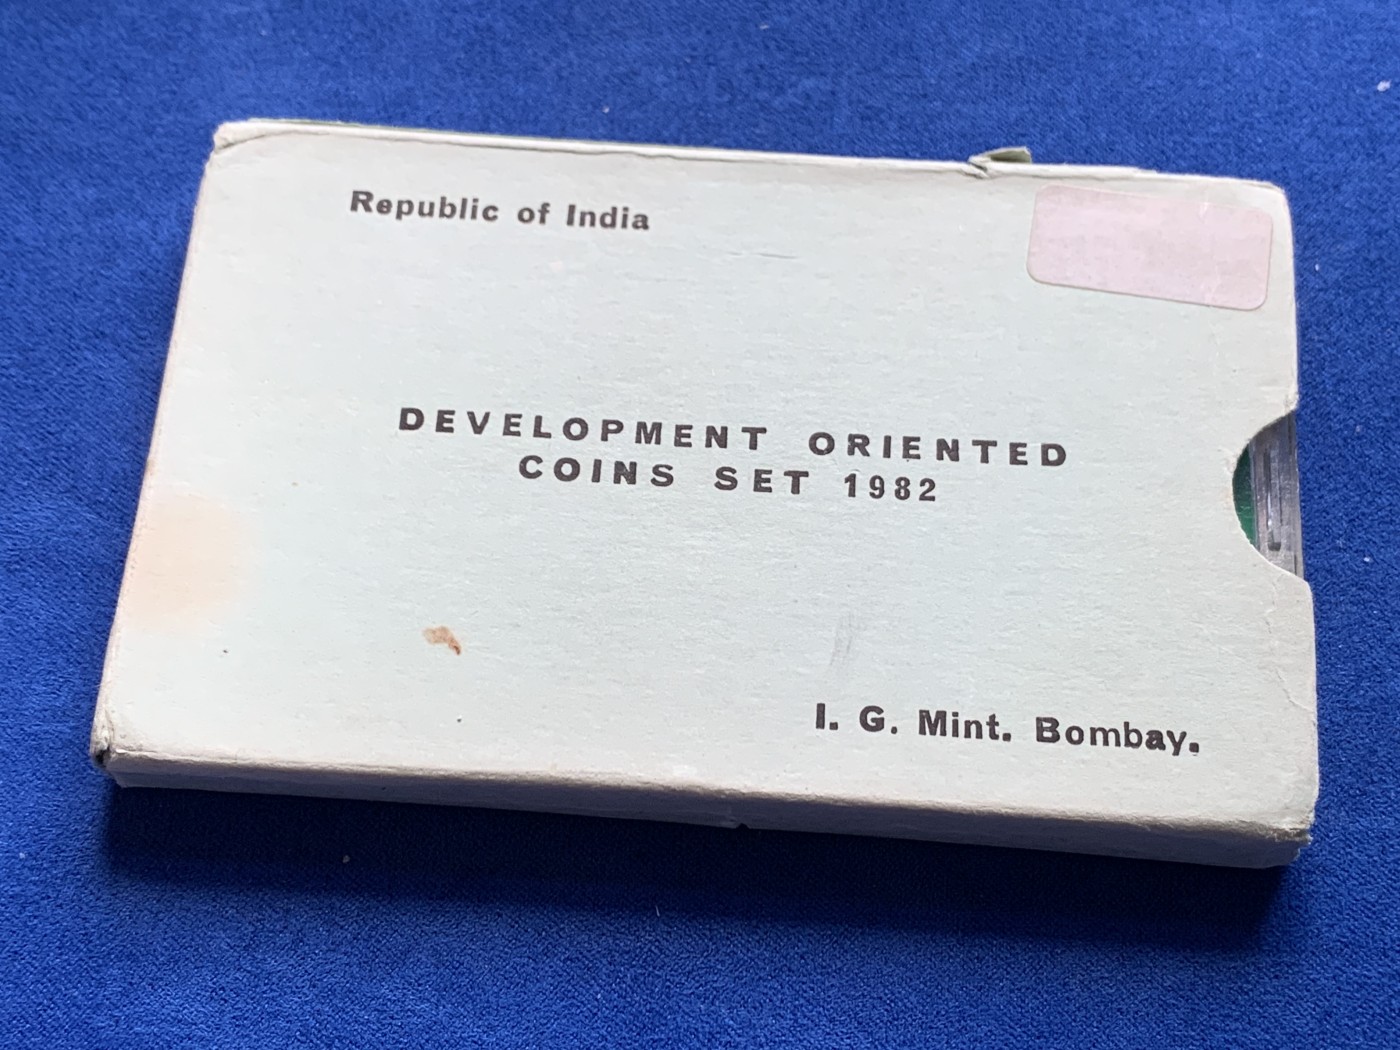 Republic of India
DEVELOPMENT ORIENTED
COINS SET 1982
I. G. Mint. Bombay.